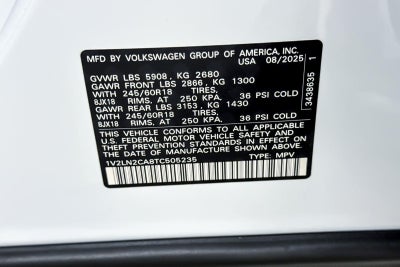 MFD. BY VOLKSWAGEN GROUP OF AMERICA, INC.
USA 08/2025
GVWR LBS 5908, KG 2680
GAWR FRONT LBS 2866, KG 1300
WITH 245/60R18 TIRES,
8JX18 RIMS, AT 250 KPA, 36 PSI COLD
GAWR REAR LBS 3153, KG 1430
WITH 245/60R18 TIRES,
8JX18 RIMS, AT 250 KPA, 36 PSI COLD
THIS VEHICLE CONFORMS TO ALL APPLICABLE
U.S. FEDERAL MOTOR VEHICLE SAFETY AND
THEFT PREVENTION STANDARDS IN EFFECT ON
THE DATE OF MANUFACTURE SHOWN ABOVE.
1V2LN2CA8TC505235 TYPE: MPV
3438635 1